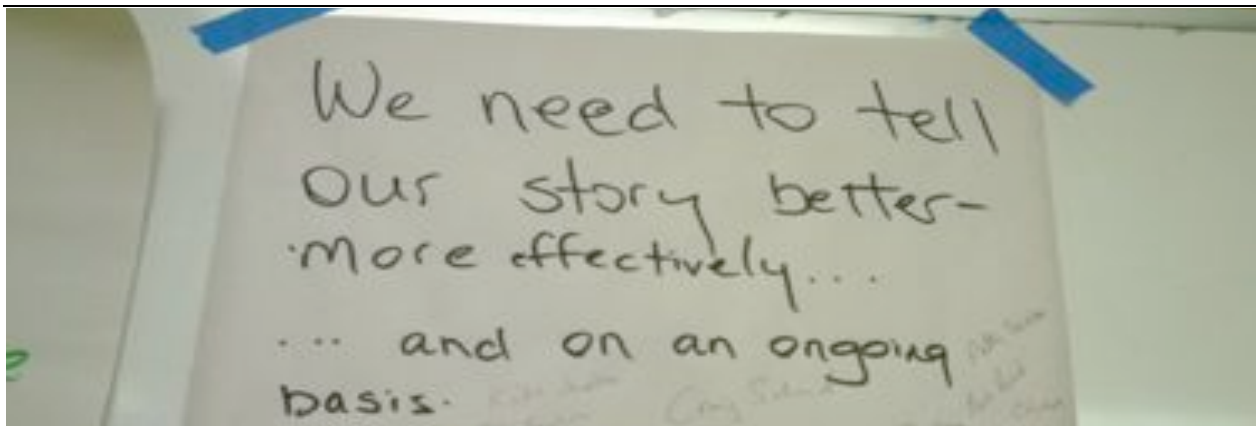 We need to tell
our story better-
more effectively...
... and on an ongoing
basis.